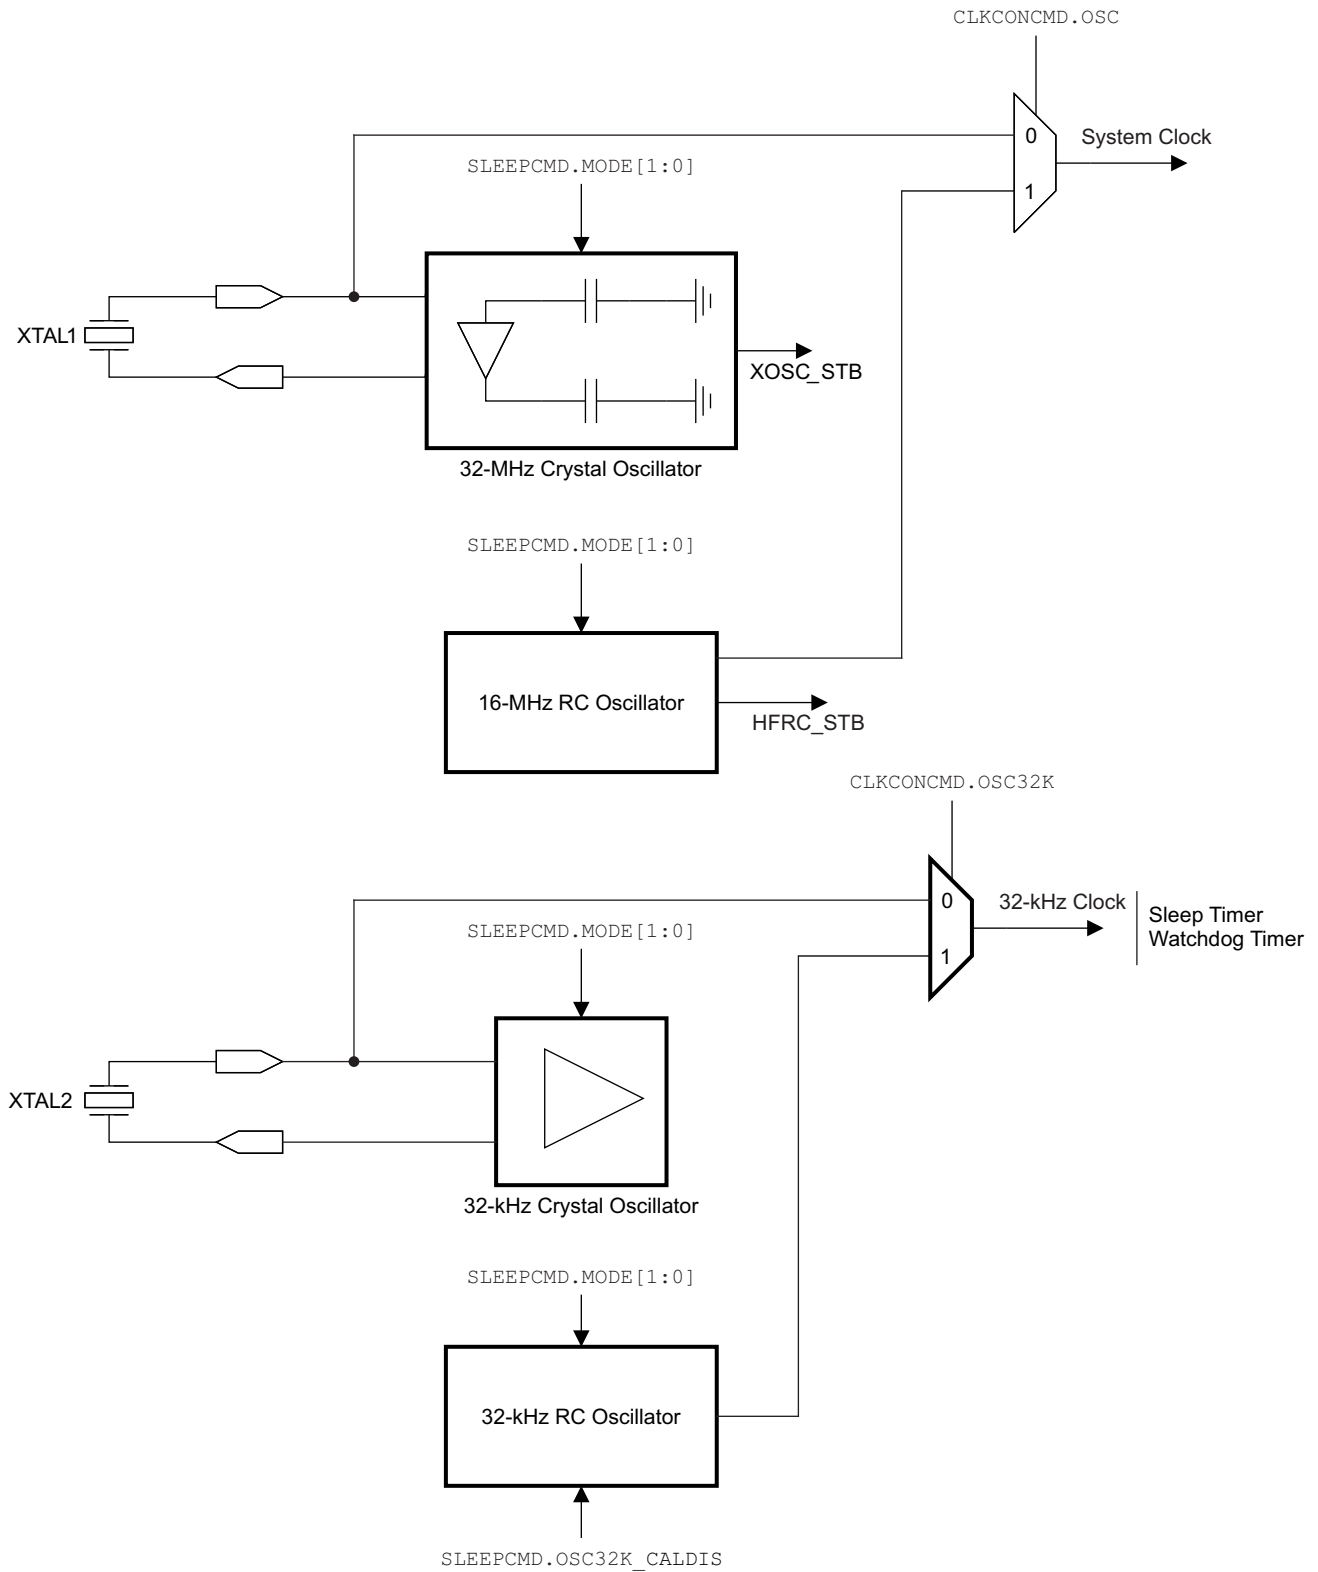 CLKCONCMD.OSC
0
System Clock
SLEEPCMD.MODE[1:0]
1
XTAL1
XOSC_STB
32-MHz Crystal Oscillator
SLEEPCMD.MODE[1:0]
16-MHz RC Oscillator
HFRC_STB
CLKCONCMD.OSC32K
0
32-kHz Clock
Sleep Timer
Watchdog Timer
SLEEPCMD.MODE[1:0]
1
XTAL2
32-kHz Crystal Oscillator
SLEEPCMD.MODE[1:0]
32-kHz RC Oscillator
SLEEPCMD.OSC32K_CALDIS